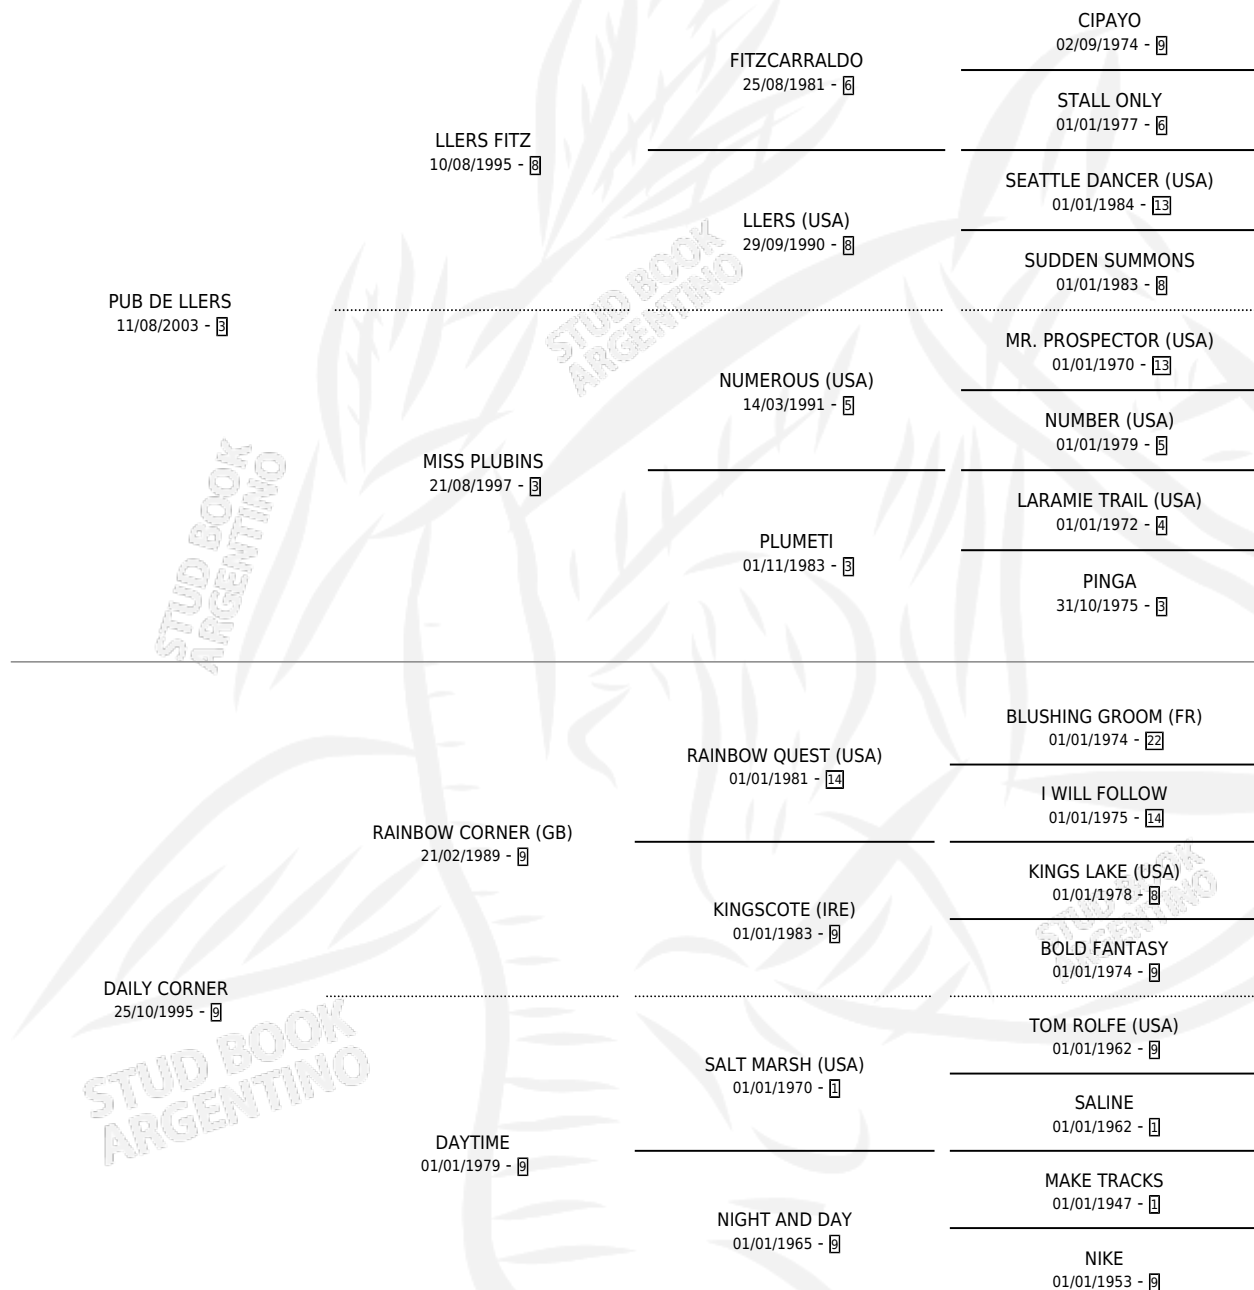 CIPAYO
02/09/1974 - 9
FITZCARRALDO
25/08/1981 - 6
STALL ONLY
01/01/1977 - 6
LLERS FITZ
10/08/1995 - 8
SEATTLE DANCER (USA)
01/01/1984 - 13
LLERS (USA)
29/09/1990 - 8
SUDDEN SUMMONS
01/01/1983 - 8
PUB DE LLERS
11/08/2003 - 3
STUD BOOK
ARGENTINO
MR. PROSPECTOR (USA)
01/01/1970 - 13
NUMEROUS (USA)
14/03/1991 - 5
NUMBER (USA)
01/01/1979 - 5
MISS PLUBINS
21/08/1997 - 3
LARAMIE TRAIL (USA)
01/01/1972 - 4
PLUMETI
01/11/1983 - 3
PINGA
31/10/1975 - 3
STUD BOOK
ARGENTINO
BLUSHING GROOM (FR)
01/01/1974 - 22
RAINBOW QUEST (USA)
01/01/1981 - 14
I WILL FOLLOW
01/01/1975 - 14
RAINBOW CORNER (GB)
21/02/1989 - 9
KINGS LAKE (USA)
01/01/1978 - 8
STUD BOOK
ARGENTINO
KINGSCOTE (IRE)
01/01/1983 - 9
BOLD FANTASY
01/01/1974 - 9
DAILY CORNER
25/10/1995 - 9
STUD BOOK
ARGENTINO
TOM ROLFE (USA)
01/01/1962 - 9
SALT MARSH (USA)
01/01/1970 - 1
SALINE
01/01/1962 - 1
DAYTIME
01/01/1979 - 9
MAKE TRACKS
01/01/1947 - 1
NIGHT AND DAY
01/01/1965 - 9
NIKE
01/01/1953 - 9